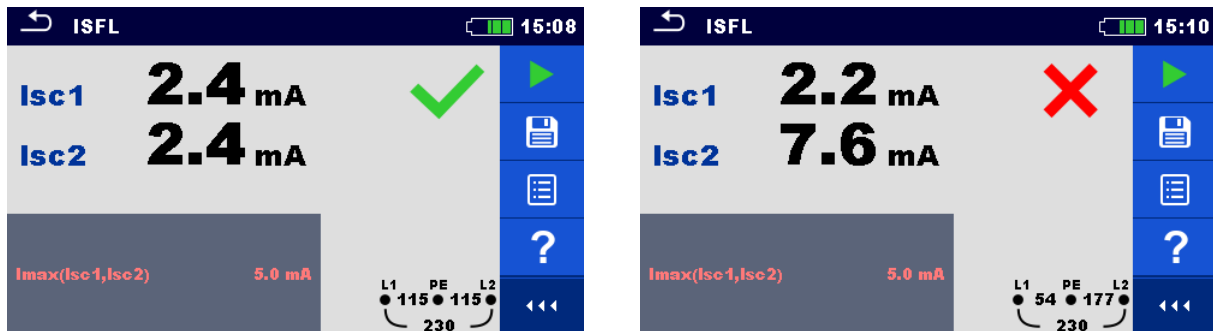 ISFL 15:08
Isc1 2.4 mA
Isc2 2.4 mA
Imax(Isc1,Isc2) 5.0 mA
?
L1 PE L2
115 115
230
ISFL 15:10
Isc1 2.2 mA
Isc2 7.6 mA
Imax(Isc1,Isc2) 5.0 mA
?
L1 PE L2
54 177
230